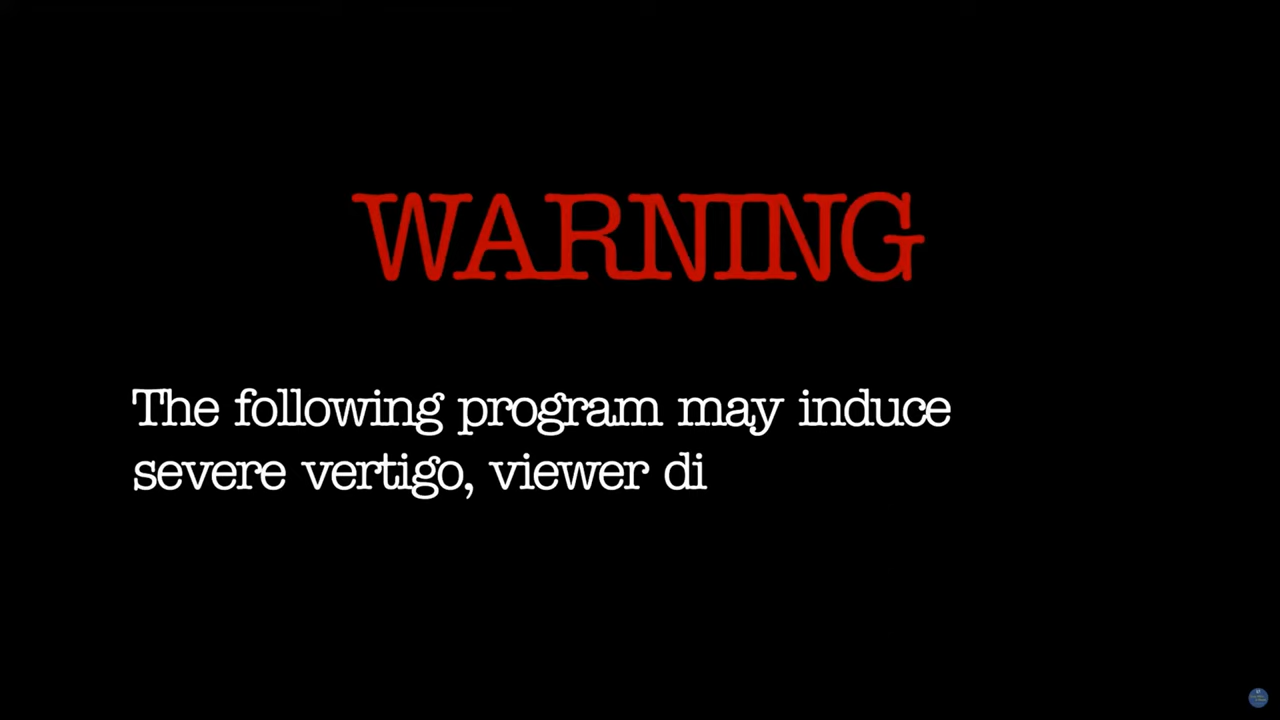 WARNING
The following program may induce
severe vertigo, viewer di